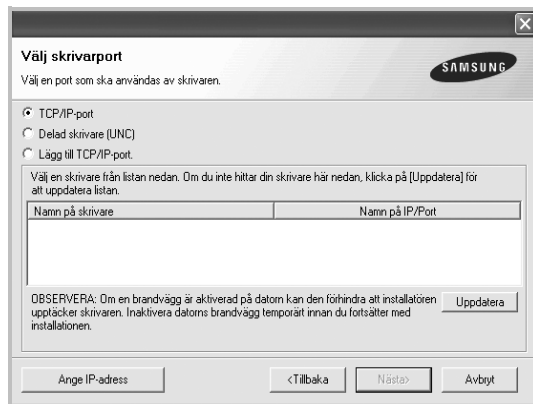 Välj skrivarport
Välj en port som ska användas av skrivaren.
SAMSUNG
TCP/IP-port
Delad skrivare (UNC)
Lägg till TCP/IP-port.
Välj en skrivare från listan nedan. Om du inte hittar din skrivare här nedan, klicka på [Uppdatera] för
att uppdatera listan.
Namn på skrivare
Namn på IP/Port
OBSERVERA: Om en brandvägg är aktiverad på datorn kan den förhindra att installatören
upptäcker skrivaren. Inaktivera datorns brandvägg temporärt innan du fortsätter med
installationen.
Uppdatera
Ange IP-adress
<Tillbaka
Nästa>
Avbryt